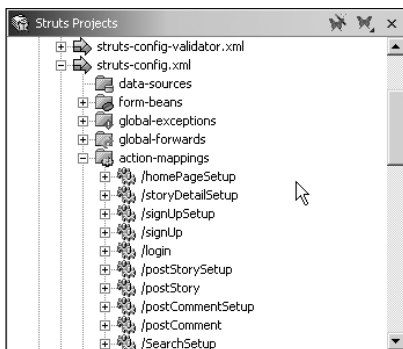 Struts Projects
struts-config-validator.xml
struts-config.xml
data-sources
form-beans
global-exceptions
global-forwards
action-mappings
/homePageSetup
/storyDetailSetup
/signUpSetup
/signUp
/login
/postStorySetup
/postStory
/postCommentSetup
/postComment
/SearchSetup